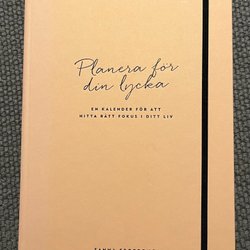 Planera för
din lycka
EN KALENDER FÖR ATT
HITTA RÄTT FOKUS I DITT LIV